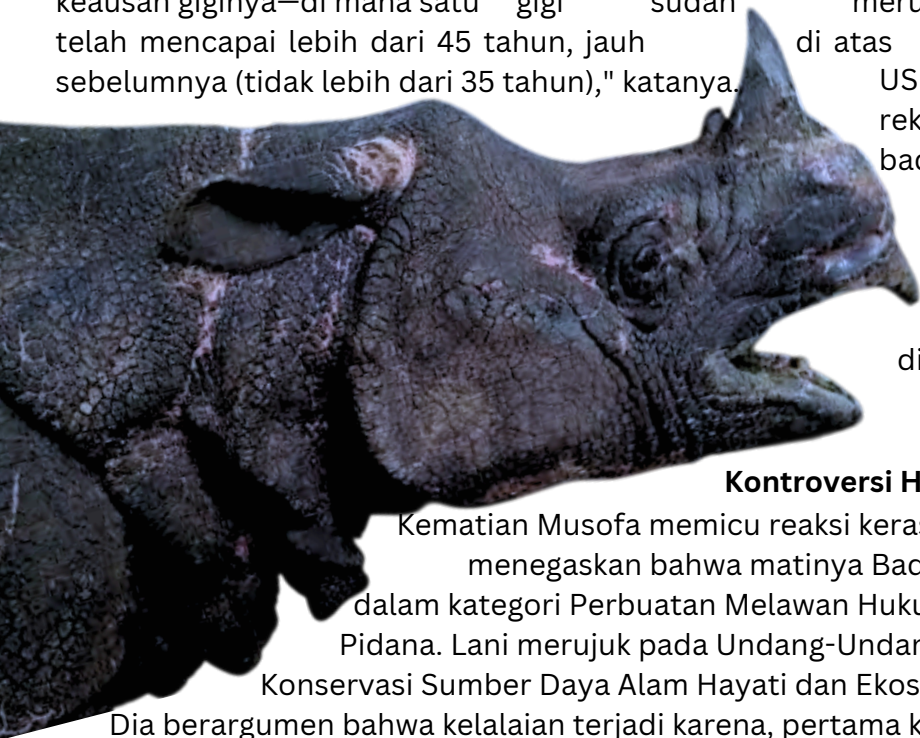 keausan giginya—di mana satu gigi sudah
telah mencapai lebih dari 45 tahun, jauh di atas
sebelumnya (tidak lebih dari 35 tahun)," katanya.
US
di
Kontroversi H
Kematian Musofa memicu reaksi keras
menegaskan bahwa matinya Bad
dalam kategori Perbuatan Melawan Huku
Pidana. Lani merujuk pada Undang-Undan
Konservasi Sumber Daya Alam Hayati dan Ekos
Dia berargumen bahwa kelalaian terjadi karena, pertama k